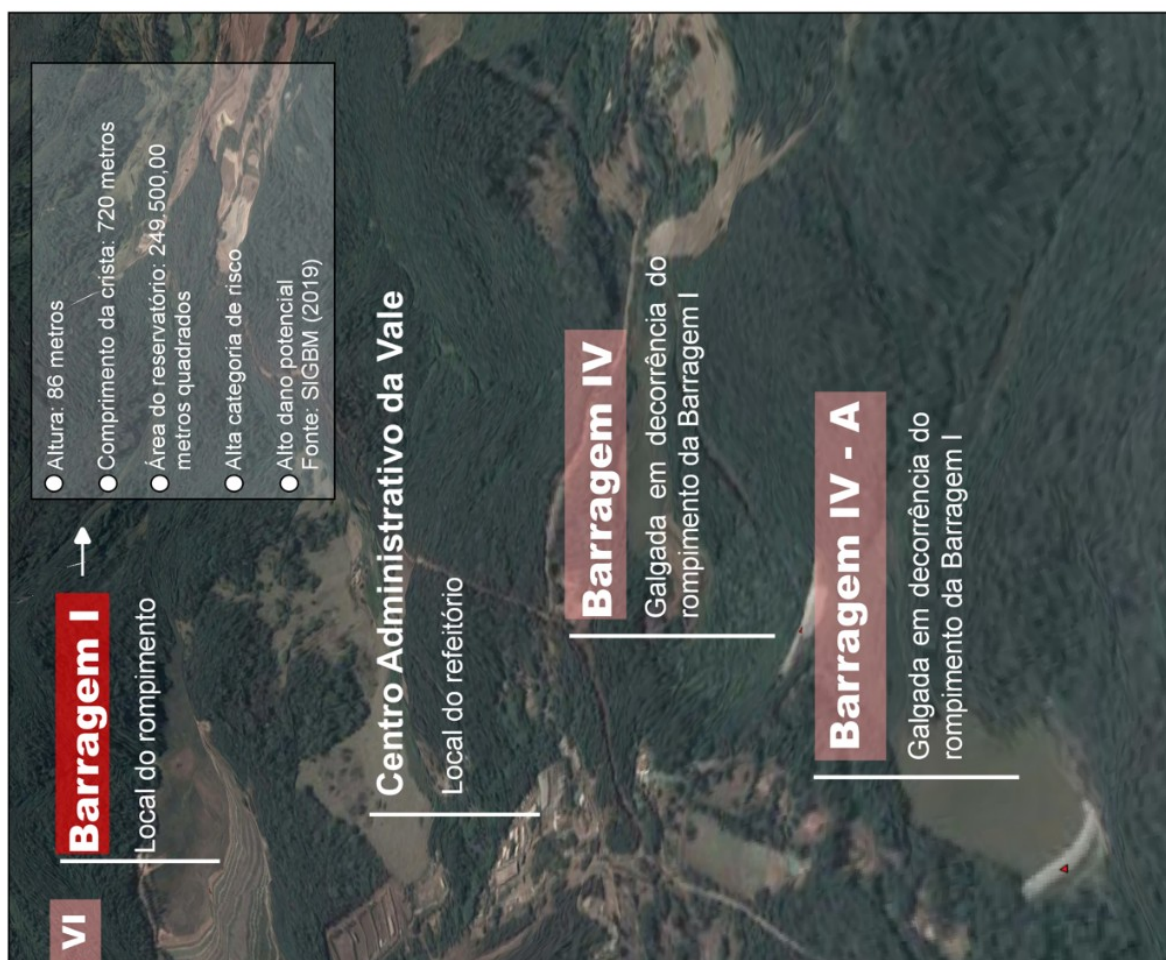 VI
Barragem I
Local do rompimento
Altura: 86 metros
Comprimento da crista: 720 metros
Área do reservatório: 249,500,00
metros quadrados
Alta categoria de risco
Alto dano potencial
Fonte: SIGBM (2019)
Centro Administrativo da Vale
Local do refeitório
Barragem IV
Galgada em decorrência do
rompimento da Barragem I
Barragem IV - A
Galgada em decorrência do
rompimento da Barragem I